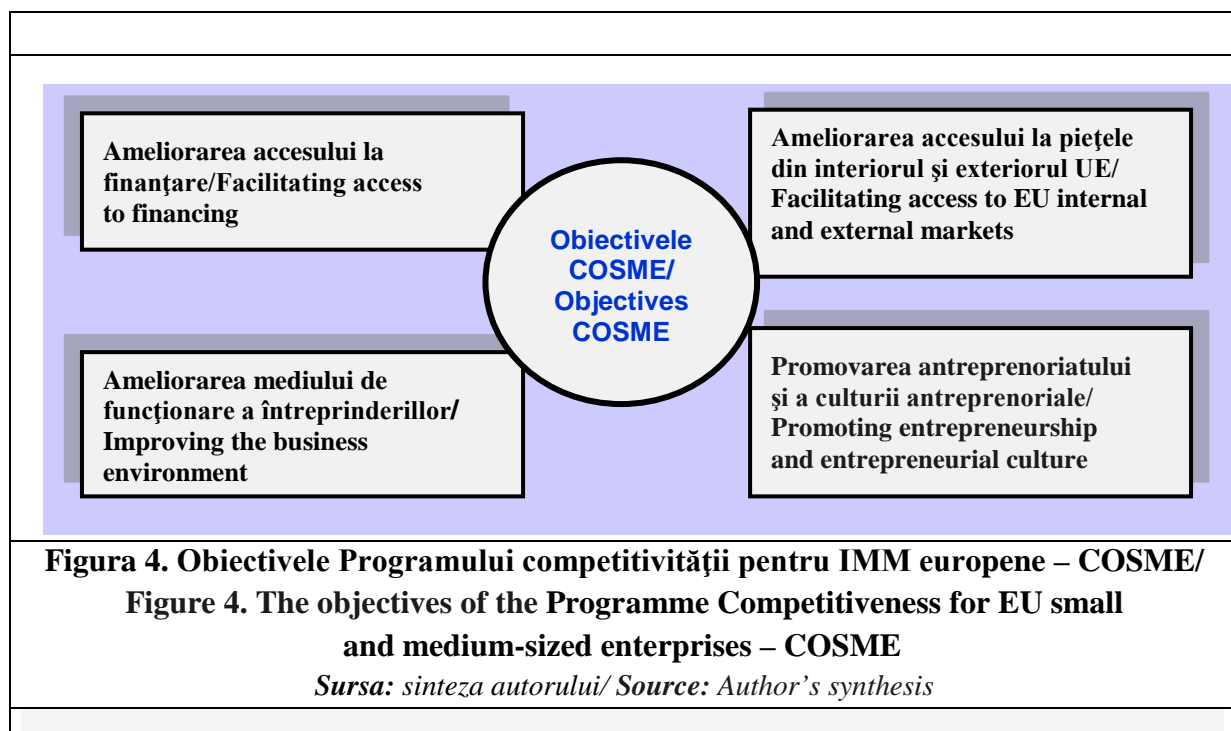 Ameliorarea accesului la
finanţare/Facilitating access
to financing
Ameliorarea accesului la pieţele
din interiorul şi exteriorul UE/
Facilitating access to EU internal
and external markets
Obiectivele
COSME/
Objectives
COSME
Ameliorarea mediului de
funcţionare a întreprinderillor/
Improving the business
environment
Promovarea antreprenoriatului
şi a culturii antreprenoriale/
Promoting entrepreneurship
and entrepreneurial culture
Figura 4. Obiectivele Programului competitivităţii pentru IMM europene – COSME/
Figure 4. The objectives of the Programme Competitiveness for EU small
and medium-sized enterprises – COSME
Sursa: sinteza autorului/ Source: Author’s synthesis